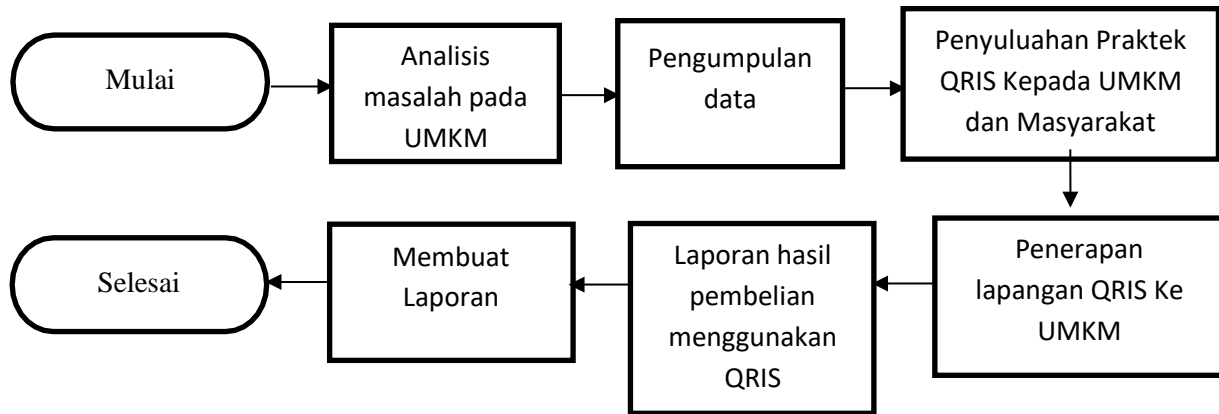 Mulai
Analisis
masalah pada
UMKM
Pengumpulan
data
Penyuluahan Praktek
QRIS Kepada UMKM
dan Masyarakat
Penerapan
lapangan QRIS Ke
UMKM
Laporan hasil
pembelian
menggunakan
QRIS
Membuat
Laporan
Selesai